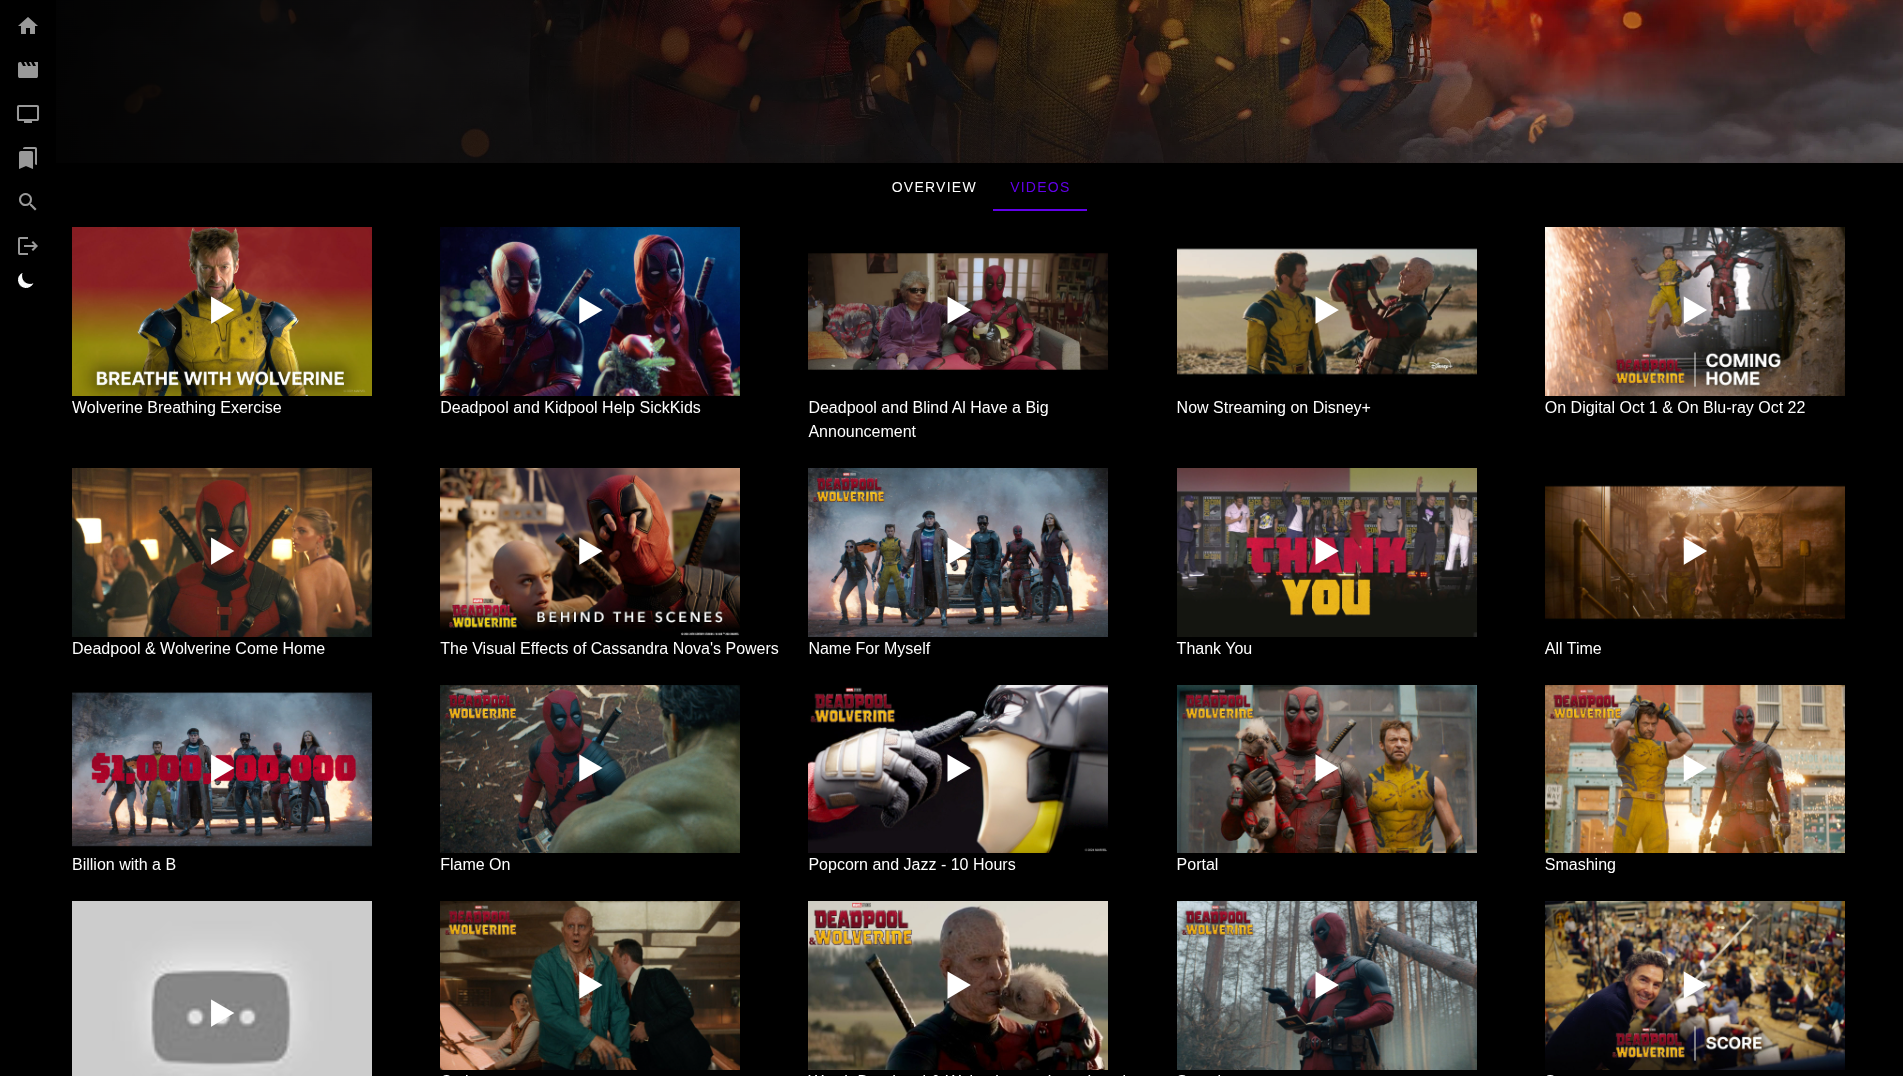 OVERVIEW
VIDEOS
BREATHE WITH WOLVERINE
DEADPOOL
WOLVERINE
COMING
HOME
Disney+
Wolverine Breathing Exercise
Deadpool and Kidpool Help SickKids
Deadpool and Blind Al Have a Big
Announcement
Now Streaming on Disney+
On Digital Oct 1 & On Blu-ray Oct 22
DEADPOOL
& WOLVERINE
BEHIND THE SCENES
DEADPOOL
& WOLVERINE
THANK
YOU
Deadpool & Wolverine Come Home
The Visual Effects of Cassandra Nova's Powers
Name For Myself
Thank You
All Time
$1,000,000,000
DEADPOOL
& WOLVERINE
DEADPOOL
& WOLVERINE
DEADPOOL
& WOLVERINE
DEADPOOL
& WOLVERINE
Billion with a B
Flame On
Popcorn and Jazz - 10 Hours
Portal
Smashing
DEADPOOL
& WOLVERINE
DEADPOOL
& WOLVERINE
DEADPOOL
& WOLVERINE
DEADPOOL
WOLVERINE
SCORE